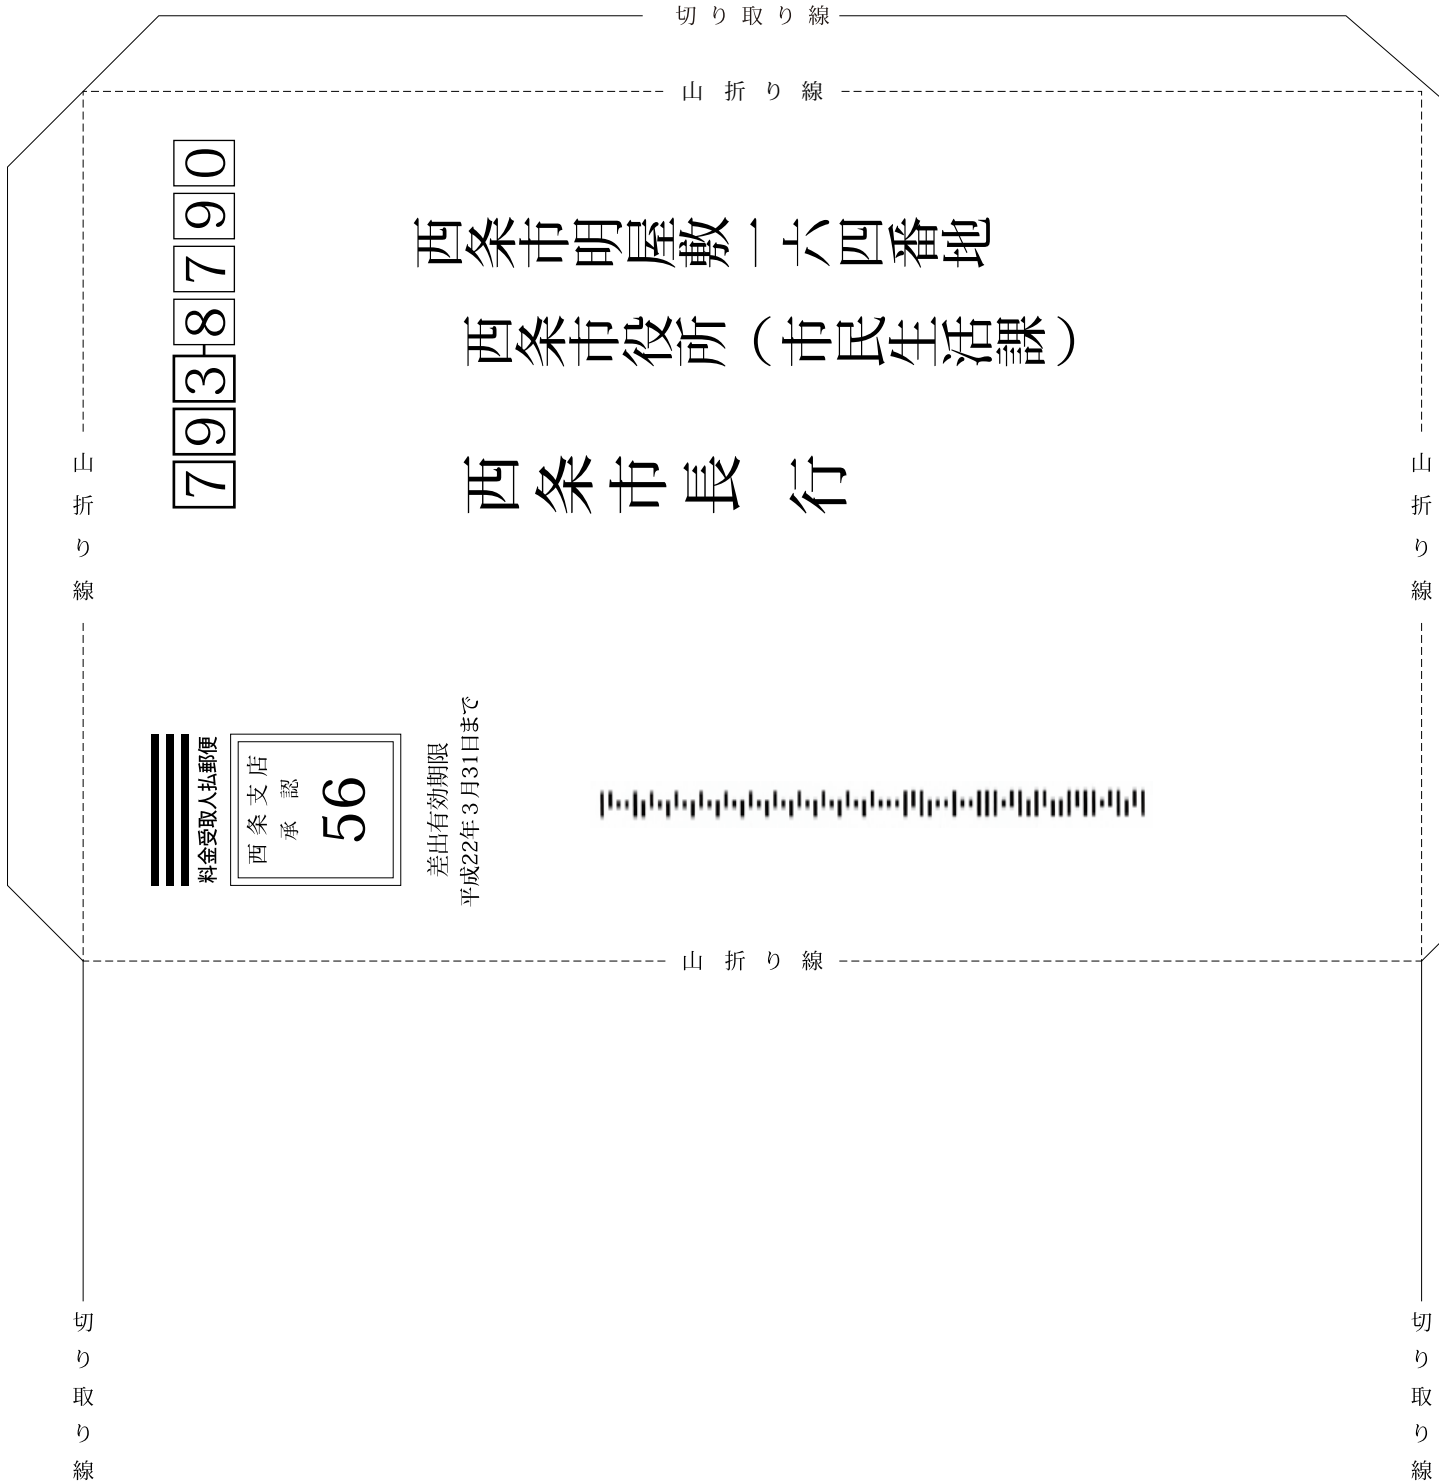 切り取り線
山折り線
793-8790
西条市明屋敷一六四番地
西条市役所（市民生活課）
西条市長 行
山折り線
山折り線
料金受取人払郵便
西条支店
承 認
56
差出有効期限
平成22年３月31日まで
山折り線
切り取り線
切り取り線